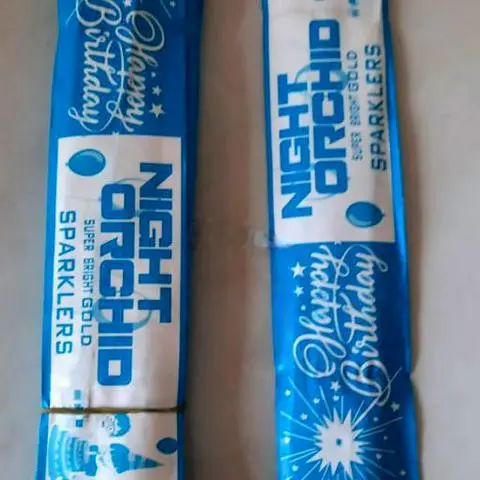 Happy
Birthday
NIGHT
ORCHID
SUPER BRIGHT GOLD
SPARKLERS
NIGHT
ORCHID
SUPER BRIGHT GOLD
SPARKLERS
Happy
Birthday